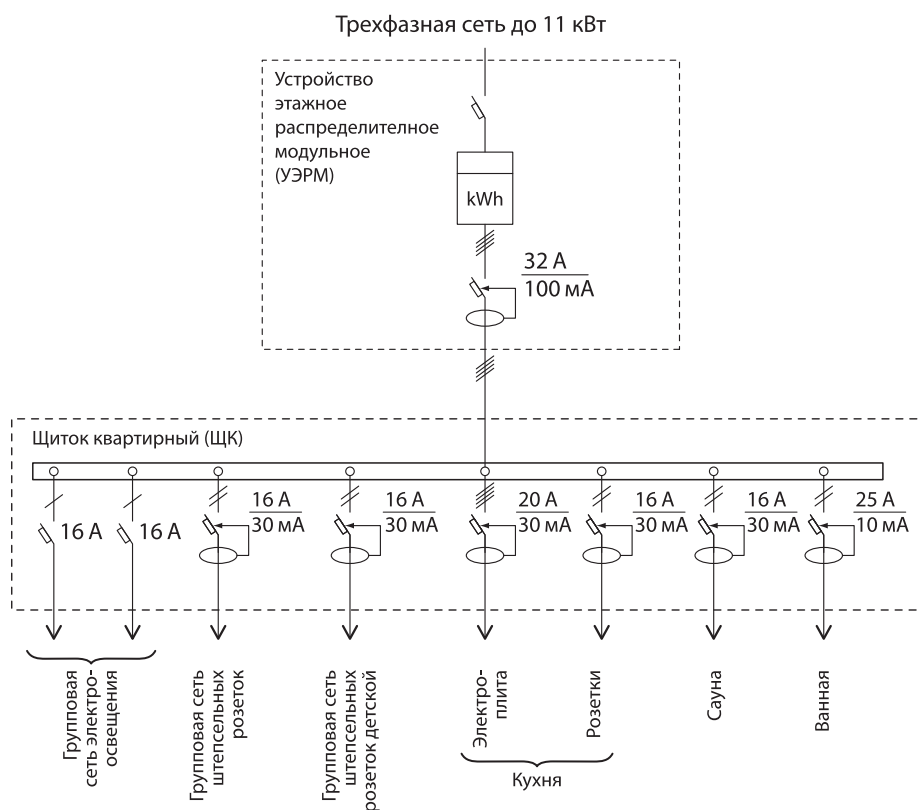 Трехфазная сеть до 11 кВт
Устройство
этажное
распределителное
модульное
(УЭРМ)
kWh
32 А
100 мА
Щиток квартирный (ЩК)
16 А
16 А
16 А
30 мА
16 А
30 мА
20 А
30 мА
16 А
30 мА
16 А
30 мА
25 А
10 мА
Групповая
сеть электро-
освещения
Групповая сеть
штепсельных
розеток
Групповая сеть
штепсельных
розеток детской
Электро-
плита
Розетки
Кухня
Сауна
Ванная